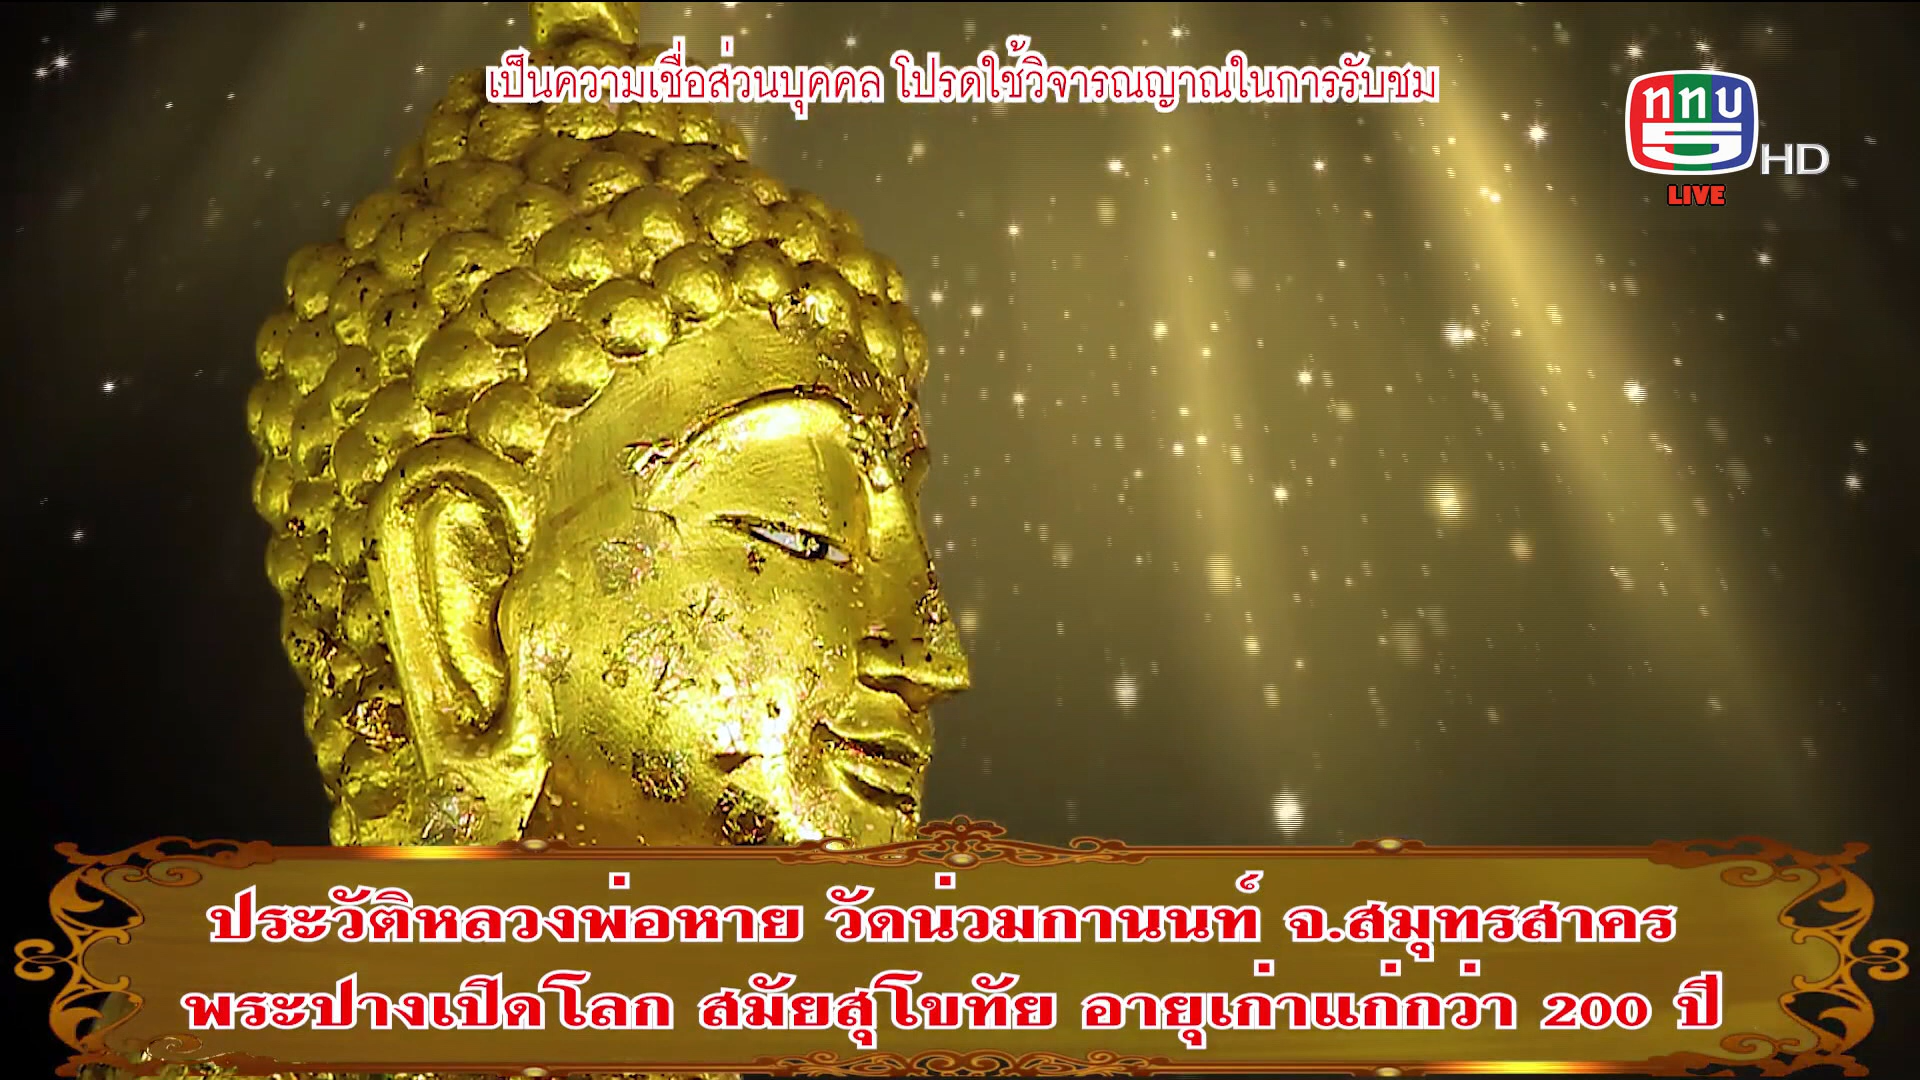 เป็นความเชื่อส่วนบุคคล โปรดใช้วิจารณญาณในการรับชม
ททบ
5 HD
LIVE
ประวัติหลวงพ่อหาย วัดน่วมกานนท์ จ.สมุทรสาคร
พระปางเปิดโลก สมัยสุโขทัย อายุเก่าแก่กว่า 200 ปี